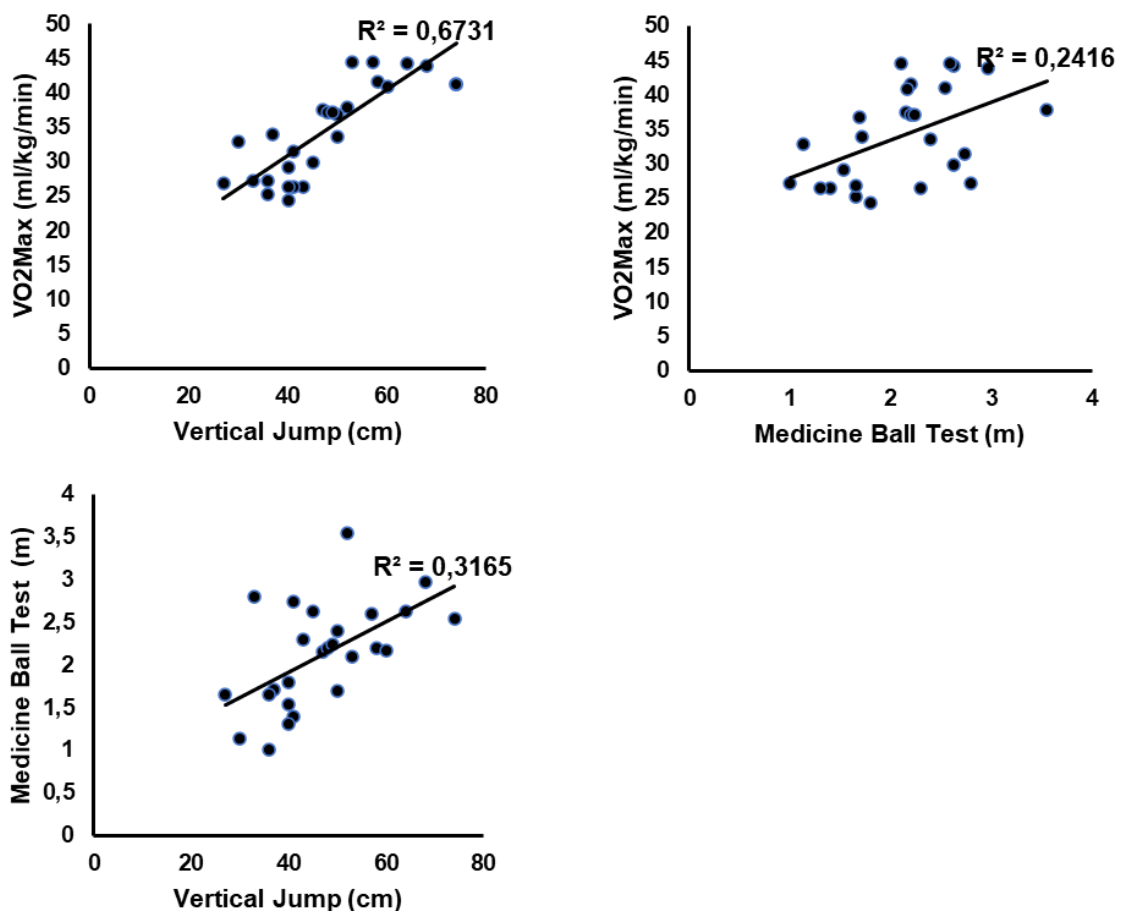 50
45
40
35
30
25
20
15
10
5
0
VO2Max (ml/kg/min)
R² = 0,6731
0 20 40 60 80
Vertical Jump (cm)
50
45
40
35
30
25
20
15
10
5
0
VO2Max (ml/kg/min)
R² = 0,2416
0 1 2 3 4
Medicine Ball Test (m)
4
3,5
3
2,5
2
1,5
1
0,5
0
Medicine Ball Test (m)
R² = 0,3165
0 20 40 60 80
Vertical Jump (cm)